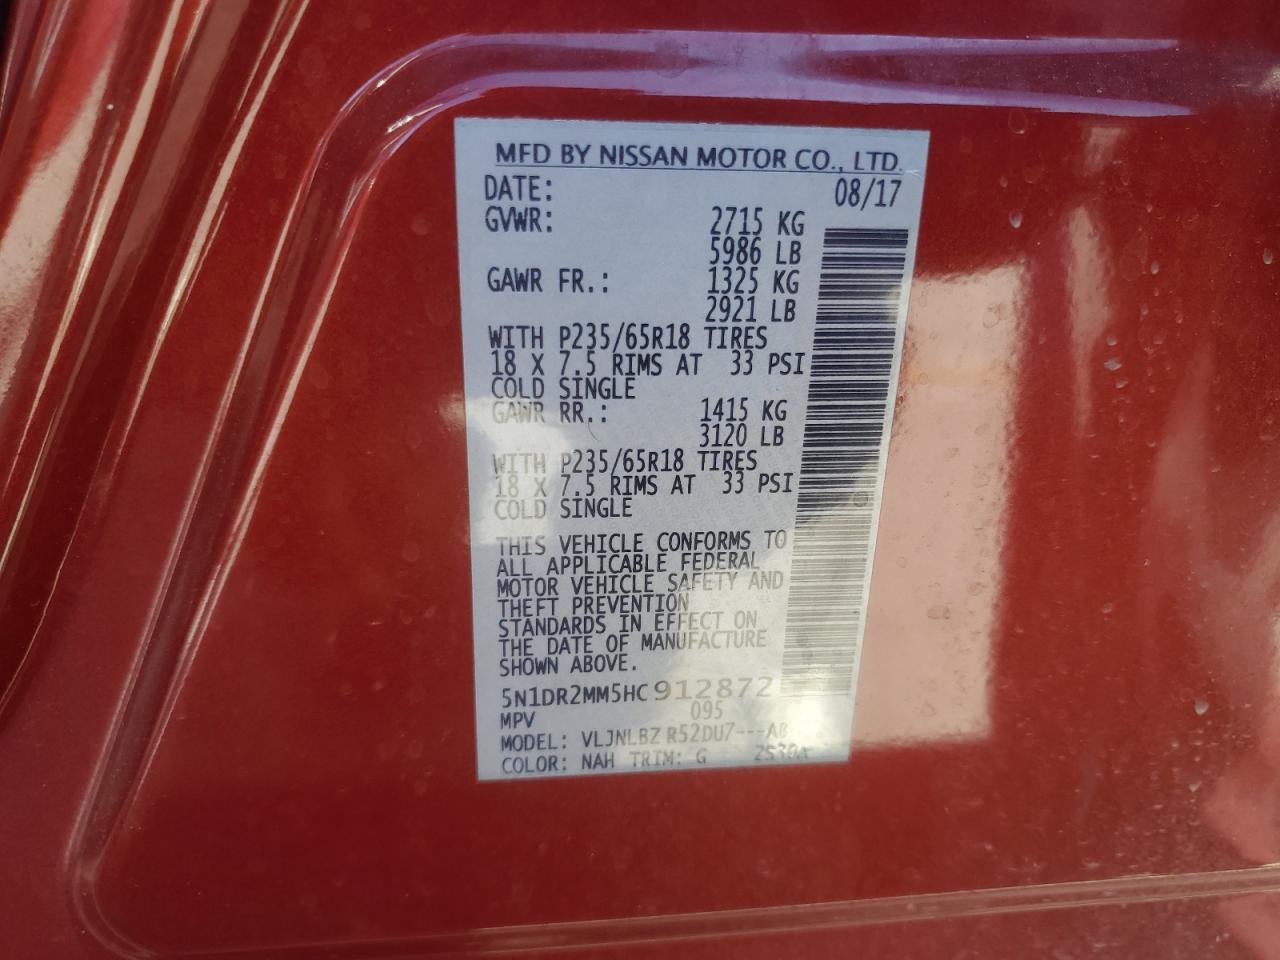 MFD BY NISSAN MOTOR CO., LTD.
DATE: 08/17
GVWR: 2715 KG
5986 LB
GAWR FR.: 1325 KG
2921 LB
WITH P235/65R18 TIRES
18 X 7.5 RIMS AT 33 PSI
COLD SINGLE
GAWR RR.: 1415 KG
3120 LB
WITH P235/65R18 TIRES
18 X 7.5 RIMS AT 33 PSI
COLD SINGLE
THIS VEHICLE CONFORMS TO
ALL APPLICABLE FEDERAL
MOTOR VEHICLE SAFETY AND
THEFT PREVENTION
STANDARDS IN EFFECT ON
THE DATE OF MANUFACTURE
SHOWN ABOVE.
5N1DR2MM5HC912872
MPV 095
MODEL: VLJNLBZ R52DU7---A8
COLOR: NAH TRIM: G